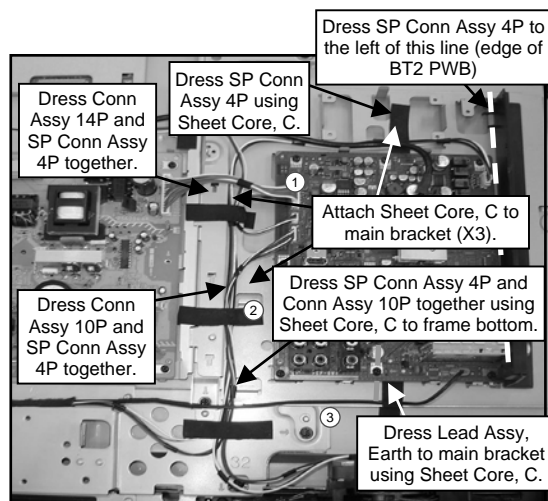 Dress SP Conn Assy 4P to
the left of this line (edge of
BT2 PWB)
Dress SP Conn
Assy 4P using
Sheet Core, C.
Dress Conn
Assy 14P and
SP Conn Assy
4P together.
1
Attach Sheet Core, C to
main bracket (X3).
Dress SP Conn Assy 4P and
Conn Assy 10P together using
Sheet Core, C to frame bottom.
Dress Conn
Assy 10P and
SP Conn Assy
4P together.
2
3
32
Dress Lead Assy,
Earth to main bracket
using Sheet Core, C.